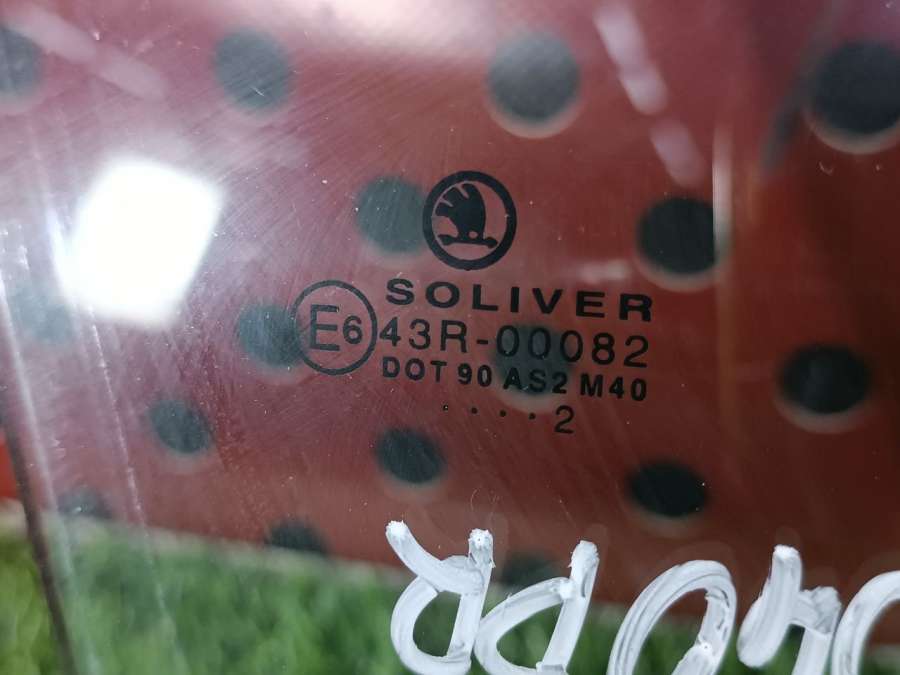 SOLIVER
E6 43R-00082
DOT 90 AS2 M40
. . . . 2